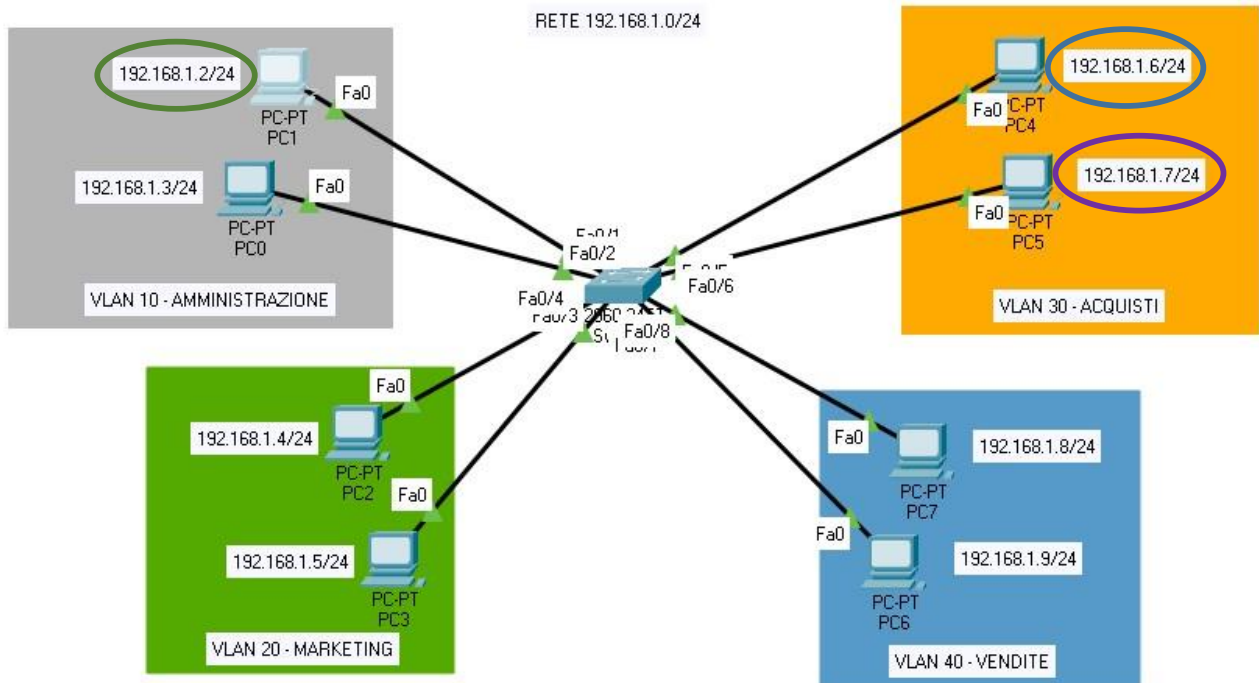 RETE 192.168.1.0/24
192.168.1.2/24
Fa0
PC-PT
PC1
192.168.1.3/24
Fa0
PC-PT
PC0
VLAN 10 - AMMINISTRAZIONE
192.168.1.6/24
Fa0
PC-PT
PC4
192.168.1.7/24
Fa0
PC-PT
PC5
VLAN 30 - ACQUISTI
Fa0/2
Fa0/6
Fa0/4
Fa0/8
Fa0
192.168.1.4/24
PC-PT
PC2
Fa0
192.168.1.5/24
PC-PT
PC3
VLAN 20 - MARKETING
Fa0
192.168.1.8/24
PC-PT
PC7
Fa0
192.168.1.9/24
PC-PT
PC6
VLAN 40 - VENDITE